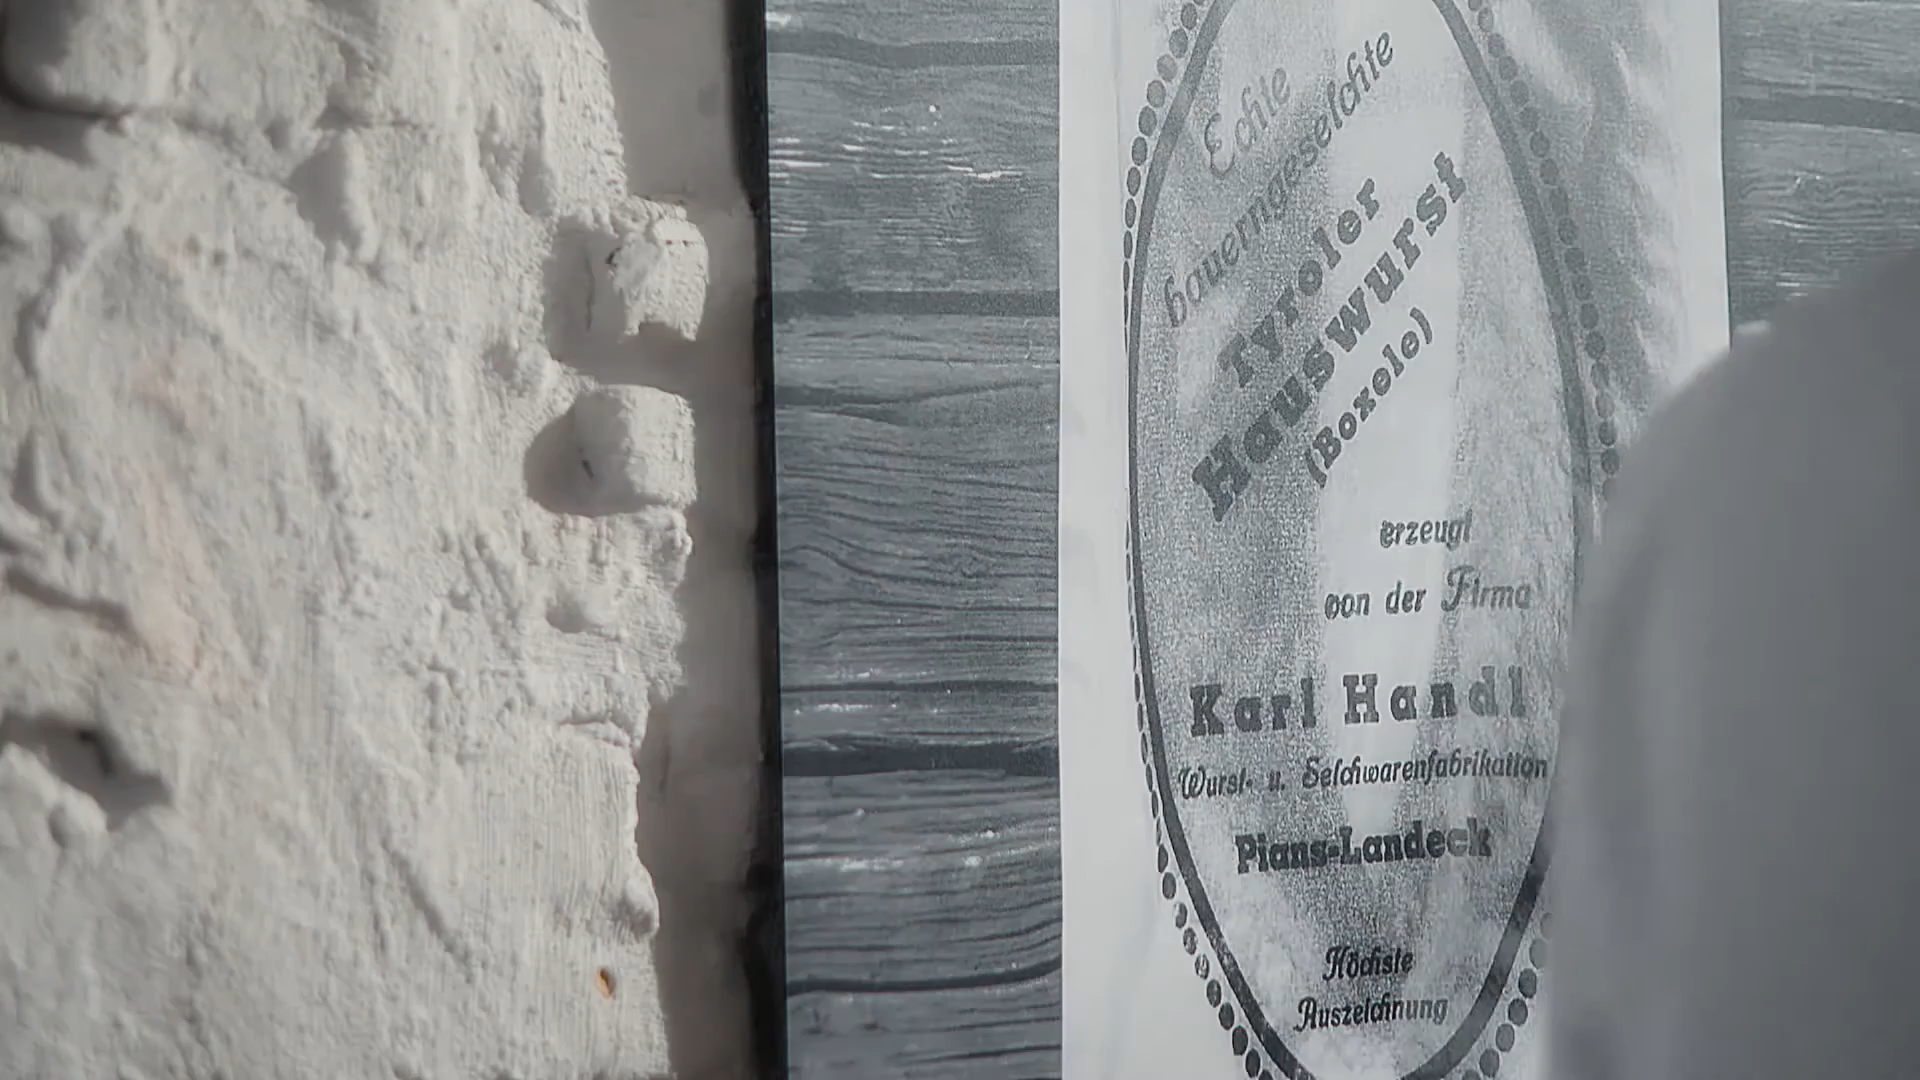 Echte
bauerngeselchte
Tyroler
Hauswurst
(Boxele)
erzeugt
von der Firma
Karl Handl
Wurst- u. Selchwarenfabrikation
Pians-Landeck
Höchste
Auszeichnung